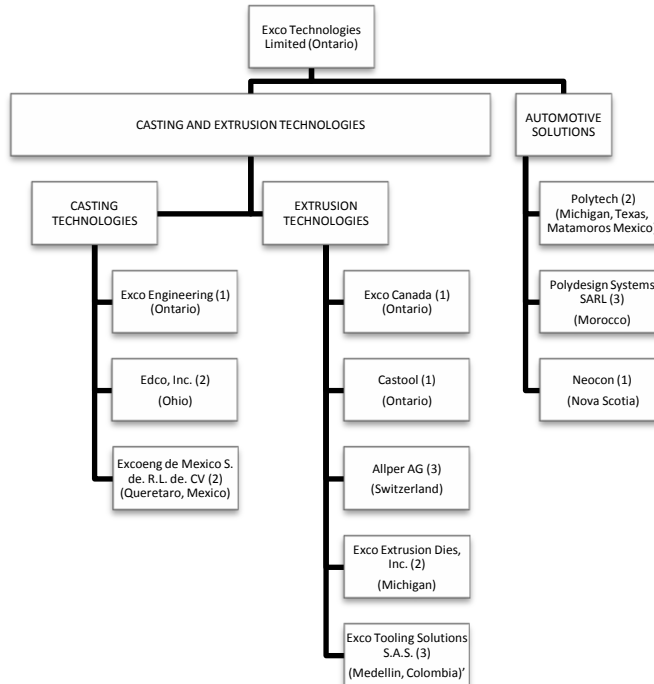 Exco Technologies
Limited (Ontario)
CASTING AND EXTRUSION TECHNOLOGIES
AUTOMOTIVE
SOLUTIONS
CASTING
TECHNOLOGIES
EXTRUSION
TECHNOLOGIES
Exco Engineering (1)
(Ontario)
Edco, Inc. (2)
(Ohio)
Excoeng de Mexico S.
de. R.L. de. CV (2)
(Queretaro, Mexico)
Exco Canada (1)
(Ontario)
Castool (1)
(Ontario)
Allper AG (3)
(Switzerland)
Exco Extrusion Dies,
Inc. (2)
(Michigan)
Exco Tooling Solutions
S.A.S. (3)
(Medellin, Colombia)’
Polytech (2)
(Michigan, Texas,
Matamoros Mexico)
Polydesign Systems
SARL (3)
(Morocco)
Neocon (1)
(Nova Scotia)